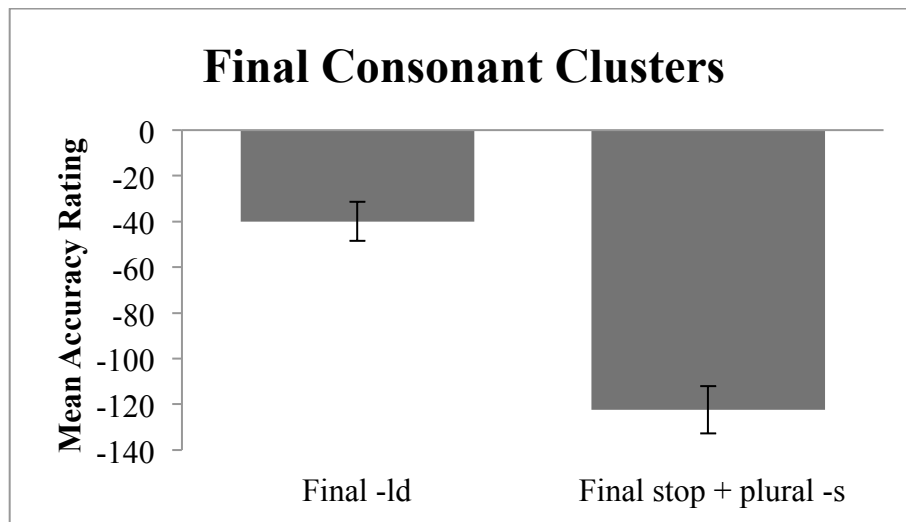 Final Consonant Clusters
Mean Accuracy Rating
0
-20
-40
-60
-80
-100
-120
-140
Final -ld
Final stop + plural -s